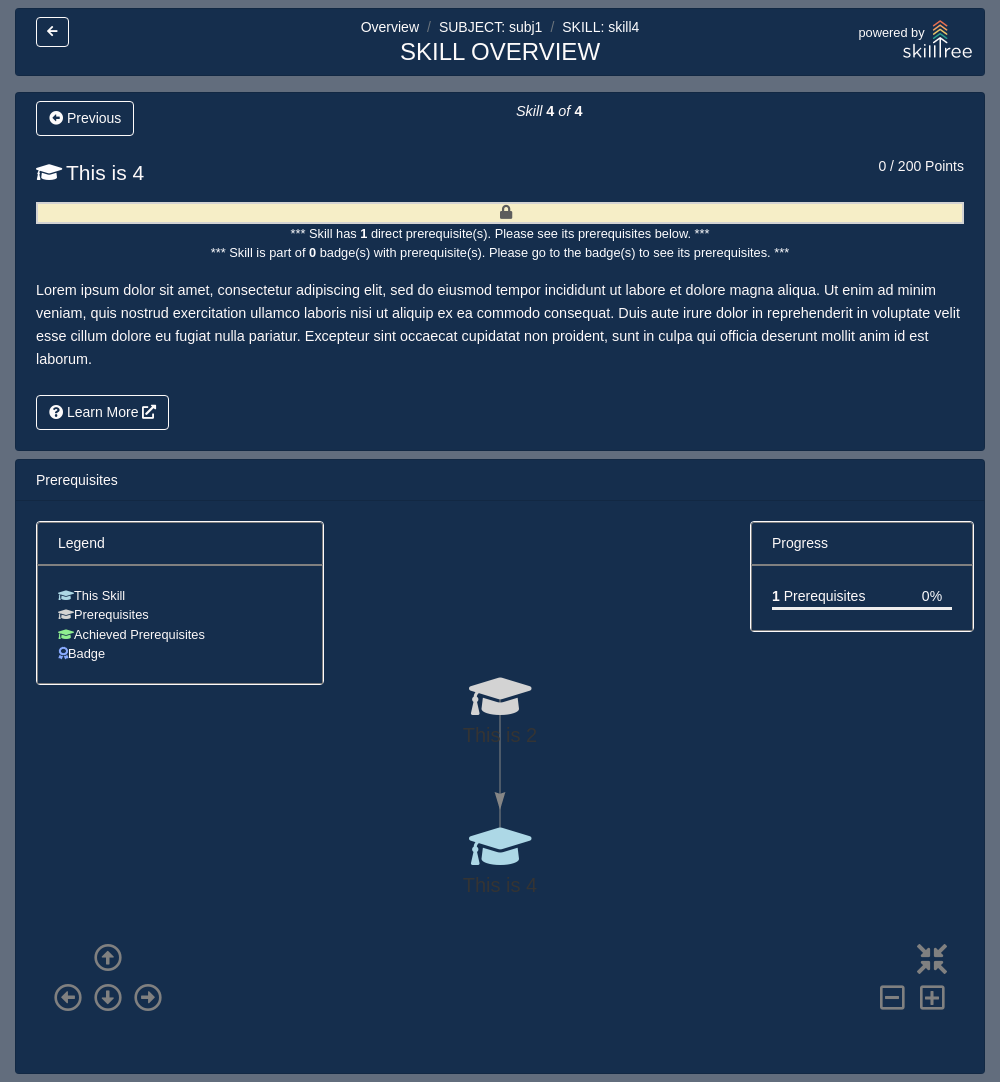 Overview / SUBJECT: subj1 / SKILL: skill4
SKILL OVERVIEW
powered by
skilltree
Previous
Skill 4 of 4
This is 4
0 / 200 Points
*** Skill has 1 direct prerequisite(s). Please see its prerequisites below. ***
*** Skill is part of 0 badge(s) with prerequisite(s). Please go to the badge(s) to see its prerequisites. ***
Lorem ipsum dolor sit amet, consectetur adipiscing elit, sed do eiusmod tempor incididunt ut labore et dolore magna aliqua. Ut enim ad minim
veniam, quis nostrud exercitation ullamco laboris nisi ut aliquip ex ea commodo consequat. Duis aute irure dolor in reprehenderit in voluptate velit
esse cillum dolore eu fugiat nulla pariatur. Excepteur sint occaecat cupidatat non proident, sunt in culpa qui officia deserunt mollit anim id est
laborum.
Learn More
Prerequisites
Legend
This Skill
Prerequisites
Achieved Prerequisites
Badge
Progress
1 Prerequisites 0%
This is 2
This is 4